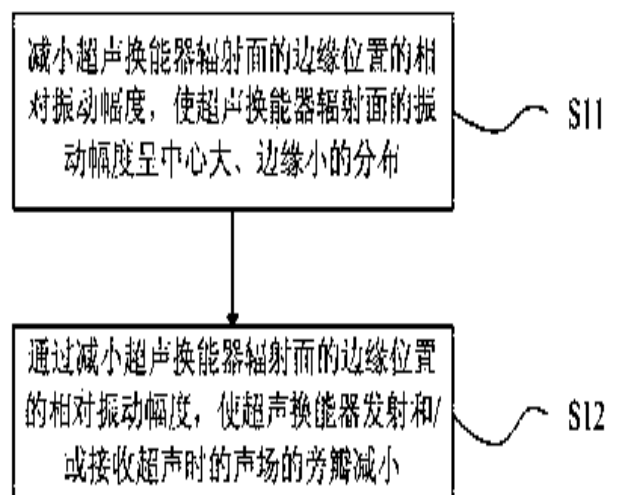 减小超声换能器辐射面的边缘位置的相
对振动幅度，使超声换能器辐射面的振
动幅度呈中心大、边缘小的分布
S11
通过减小超声换能器辐射面的边缘位置
的相对振动幅度，使超声换能器发射和/
或接收超声时的声场的旁瓣减小
S12